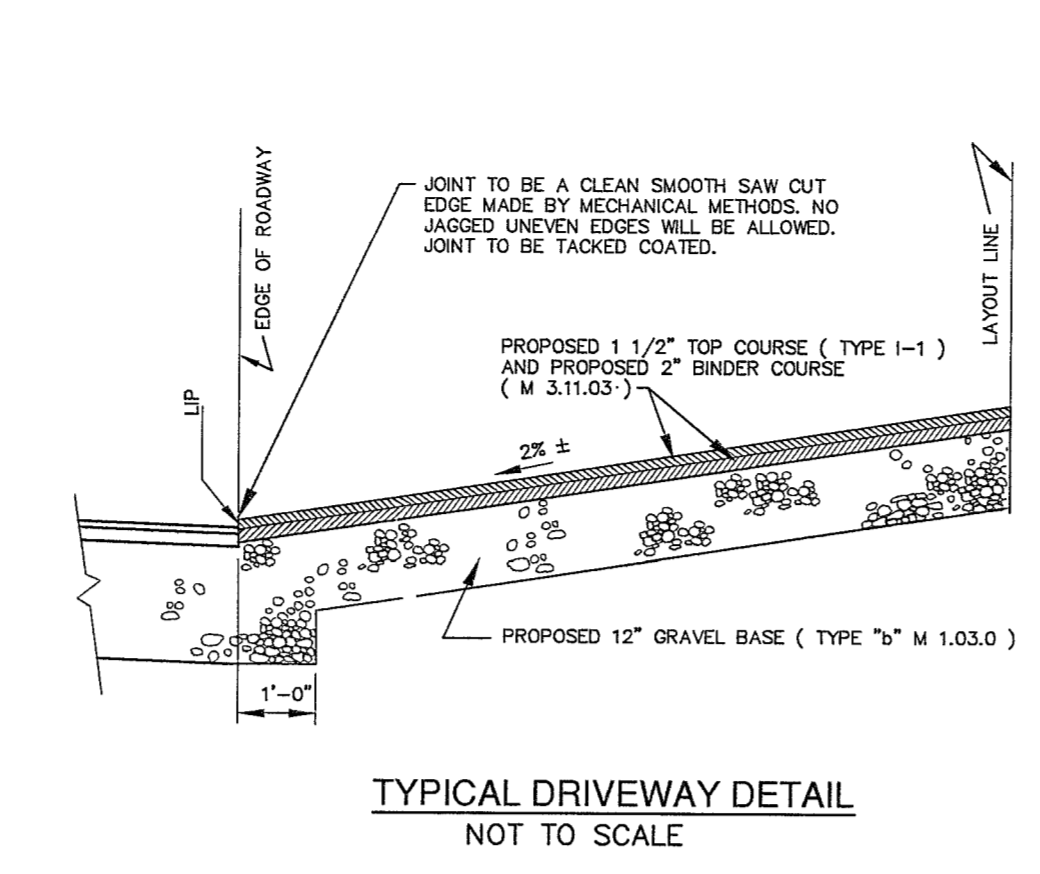 EDGE OF ROADWAY
JOINT TO BE A CLEAN SMOOTH SAW CUT
EDGE MADE BY MECHANICAL METHODS. NO
JAGGED UNEVEN EDGES WILL BE ALLOWED.
JOINT TO BE TACKED COATED.
LAYOUT LINE
PROPOSED 1 1/2" TOP COURSE ( TYPE I-1 )
AND PROPOSED 2" BINDER COURSE
( M 3.11.03 )
LIP
2% ±
PROPOSED 12" GRAVEL BASE ( TYPE "b" M 1.03.0 )
1'-0"
TYPICAL DRIVEWAY DETAIL
NOT TO SCALE